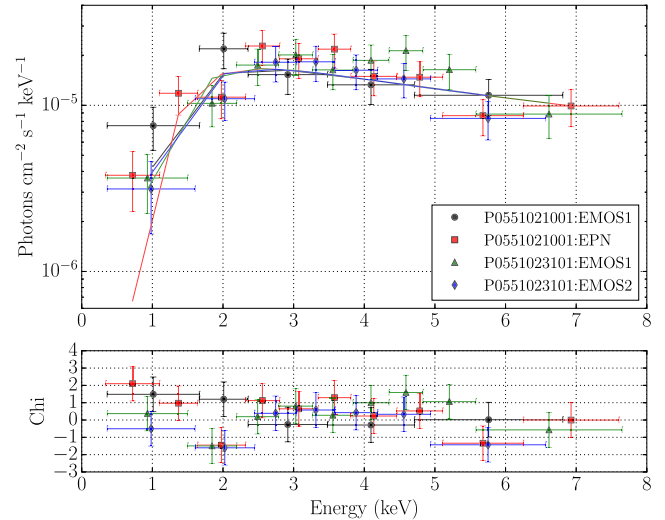 Photons cm−2 s−1 keV−1
10−5
10−6
P0551021001:EMOS1
P0551021001:EPN
P0551023101:EMOS1
P0551023101:EMOS2
0 1 2 3 4 5 6 7 8
Chi
4
3
2
1
0
−1
−2
−3
0 1 2 3 4 5 6 7 8
Energy (keV)